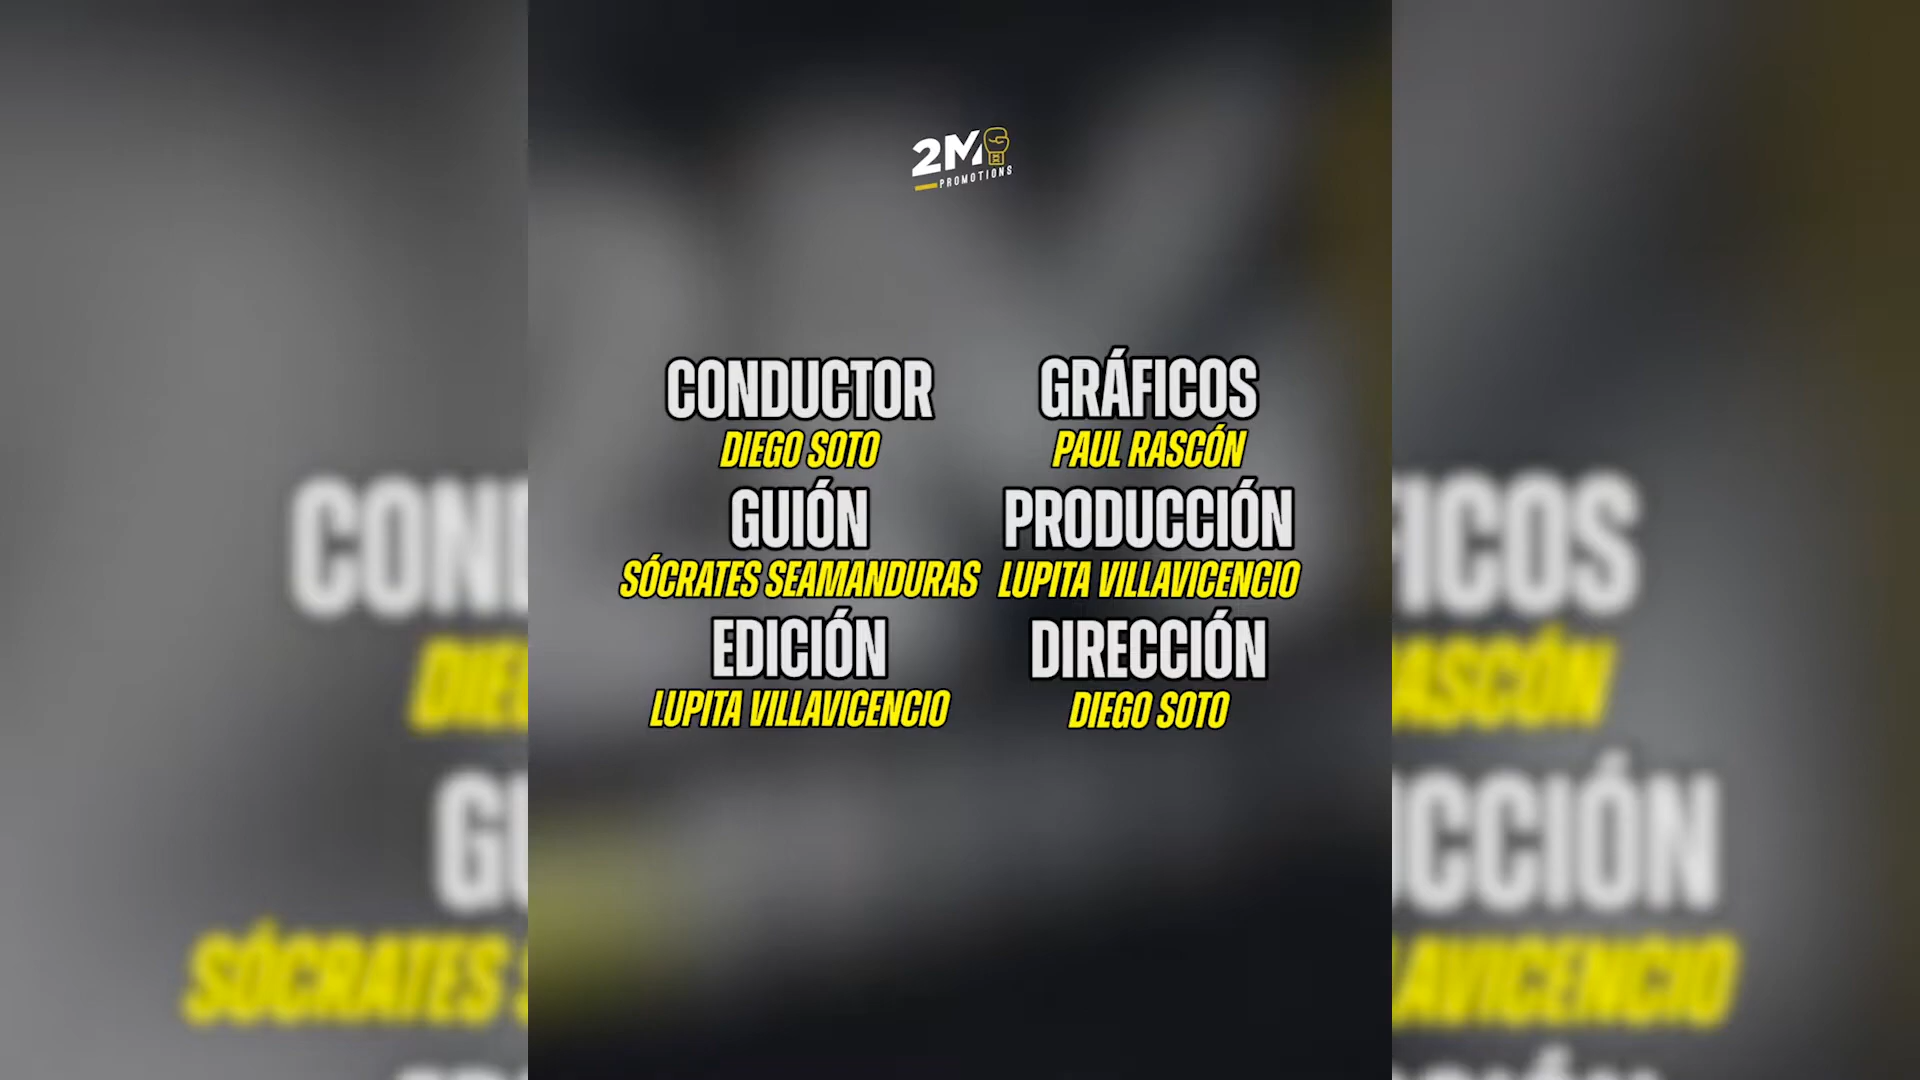 2M
PROMOTIONS
CONDUCTOR
DIEGO SOTO
GUIÓN
SÓCRATES SEAMANDURAS
EDICIÓN
LUPITA VILLAVICENCIO
GRÁFICOS
PAUL RASCÓN
PRODUCCIÓN
LUPITA VILLAVICENCIO
DIRECCIÓN
DIEGO SOTO